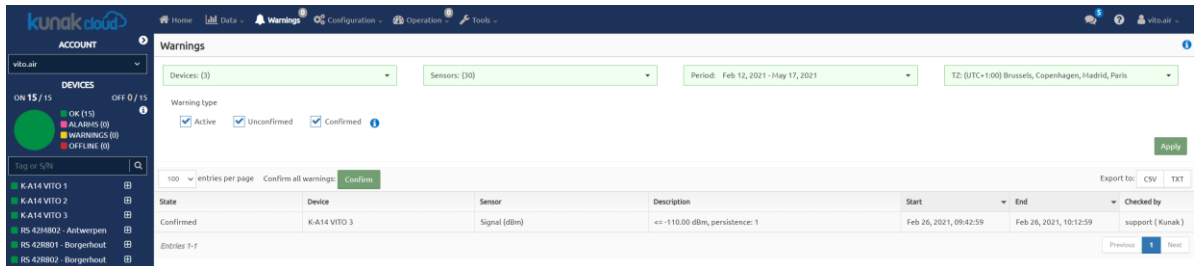 kunak cloud
Home Data Warnings 0 Configuration Operation 0 Tools 5 vito.air
ACCOUNT
vito.air
DEVICES
ON 15 / 15 OFF 0 / 15
OK (15)
ALARMS (0)
WARNINGS (0)
OFFLINE (0)
Tag or S/N
K-A14 VITO 1
K-A14 VITO 2
K-A14 VITO 3
RS 42M802 - Antwerpen
RS 42R801 - Borgerhout
RS 42R802 - Borgerhout
Warnings
Devices: (3) Sensors: (30) Period: Feb 12, 2021 - May 17, 2021 TZ: (UTC+1:00) Brussels, Copenhagen, Madrid, Paris
Warning type
Active Unconfirmed Confirmed
Apply
100 entries per page Confirm all warnings: Confirm Export to: CSV TXT
State Device Sensor Description Start End Checked by
Confirmed K-A14 VITO 3 Signal (dBm) <= -110.00 dBm, persistence: 1 Feb 26, 2021, 09:42:59 Feb 26, 2021, 10:12:59 support ( Kunak )
Entries 1-1 Previous 1 Next